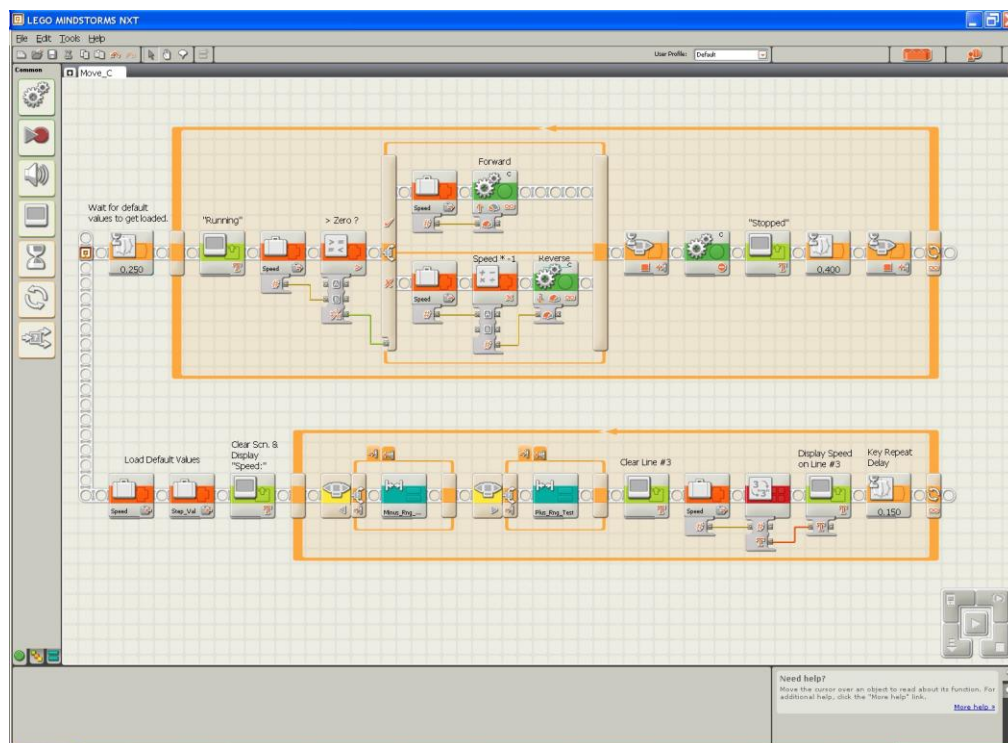 LEGO MINDSTORMS NXT
File Edit Tools Help
User Profile: Default
Common
Move_C
Forward
C
Wait for default
values to get loaded.
"Running"
> Zero ?
"Stopped"
Speed
C
0,250
Speed
0,400
Speed * -1
Reverse
C
Speed
Clear Scn. &
Display
"Speed:"
Load Default Values
Clear Line #3
Display Speed
on Line #3
Key Repeat
Delay
Speed
Step_Val
Minus_Rng_...
Plus_Rng_Test
Speed
0,150
Need help?
Move the cursor over an object to read about its function. For
additional help, click the "More help" link.
More help »